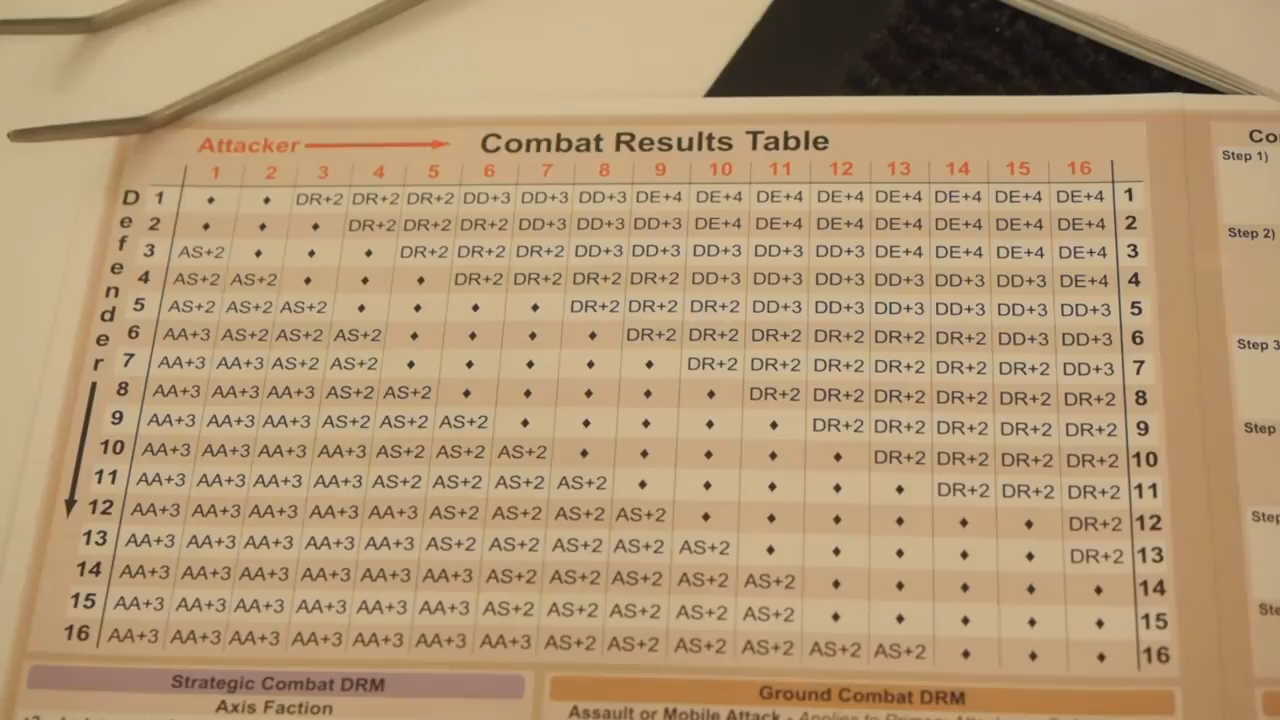 Attacker Combat Results Table
1 2 3 4 5 6 7 8 9 10 11 12 13 14 15 16
Defender
1 ♦ ♦ DR+2 DR+2 DR+2 DD+3 DD+3 DD+3 DE+4 DE+4 DE+4 DE+4 DE+4 DE+4 DE+4 DE+4 1
2 ♦ ♦ ♦ DR+2 DR+2 DR+2 DD+3 DD+3 DD+3 DE+4 DE+4 DE+4 DE+4 DE+4 DE+4 DE+4 2
3 AS+2 ♦ ♦ ♦ DR+2 DR+2 DR+2 DD+3 DD+3 DD+3 DD+3 DD+3 DE+4 DE+4 DE+4 DE+4 3
4 AS+2 AS+2 ♦ ♦ ♦ DR+2 DR+2 DR+2 DR+2 DD+3 DD+3 DD+3 DD+3 DD+3 DD+3 DE+4 4
5 AS+2 AS+2 AS+2 ♦ ♦ ♦ ♦ DR+2 DR+2 DR+2 DD+3 DD+3 DD+3 DD+3 DD+3 DD+3 5
6 AA+3 AS+2 AS+2 AS+2 ♦ ♦ ♦ ♦ DR+2 DR+2 DR+2 DR+2 DR+2 DR+2 DD+3 DD+3 6
7 AA+3 AA+3 AS+2 AS+2 ♦ ♦ ♦ ♦ ♦ DR+2 DR+2 DR+2 DR+2 DR+2 DR+2 DD+3 7
8 AA+3 AA+3 AA+3 AS+2 AS+2 ♦ ♦ ♦ ♦ ♦ DR+2 DR+2 DR+2 DR+2 DR+2 DR+2 8
9 AA+3 AA+3 AA+3 AS+2 AS+2 AS+2 ♦ ♦ ♦ ♦ ♦ DR+2 DR+2 DR+2 DR+2 DR+2 9
10 AA+3 AA+3 AA+3 AA+3 AS+2 AS+2 AS+2 ♦ ♦ ♦ ♦ ♦ DR+2 DR+2 DR+2 DR+2 10
11 AA+3 AA+3 AA+3 AA+3 AS+2 AS+2 AS+2 AS+2 ♦ ♦ ♦ ♦ ♦ DR+2 DR+2 DR+2 11
12 AA+3 AA+3 AA+3 AA+3 AA+3 AS+2 AS+2 AS+2 AS+2 ♦ ♦ ♦ ♦ ♦ ♦ DR+2 12
13 AA+3 AA+3 AA+3 AA+3 AA+3 AS+2 AS+2 AS+2 AS+2 AS+2 ♦ ♦ ♦ ♦ ♦ DR+2 13
14 AA+3 AA+3 AA+3 AA+3 AA+3 AA+3 AS+2 AS+2 AS+2 AS+2 AS+2 ♦ ♦ ♦ ♦ ♦ 14
15 AA+3 AA+3 AA+3 AA+3 AA+3 AA+3 AS+2 AS+2 AS+2 AS+2 AS+2 ♦ ♦ ♦ ♦ ♦ 15
16 AA+3 AA+3 AA+3 AA+3 AA+3 AA+3 AA+3 AS+2 AS+2 AS+2 AS+2 AS+2 AS+2 ♦ ♦ ♦ 16
Strategic Combat DRM
Axis Faction
Ground Combat DRM
Assault or Mobile Attack - Applies to Primary
Co
Step 1)
Step 2)
Step 3
Step
Step
Ste